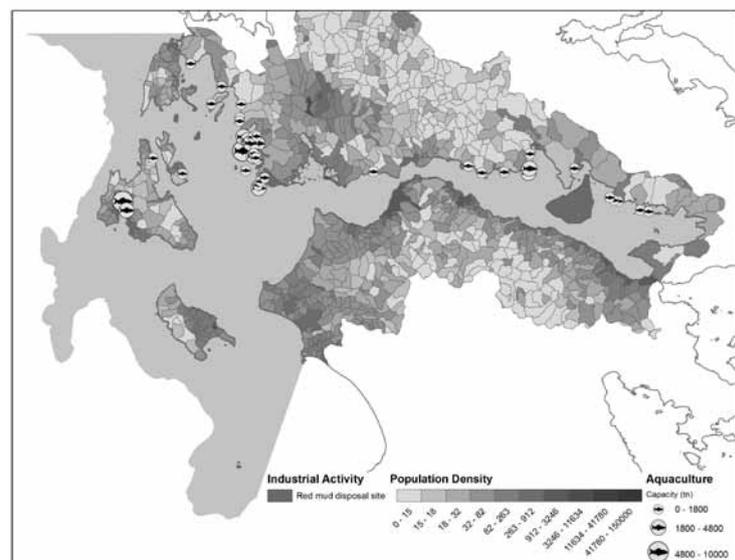 Industrial Activity
Red mud disposal site
Population Density
0 - 15
15 - 18
18 - 32
32 - 82
82 - 263
263 - 912
912 - 3246
3246 - 11634
11634 - 41780
41780 - 150000
Aquaculture
Capacity (tn)
0 - 1800
1800 - 4800
4800 - 10000